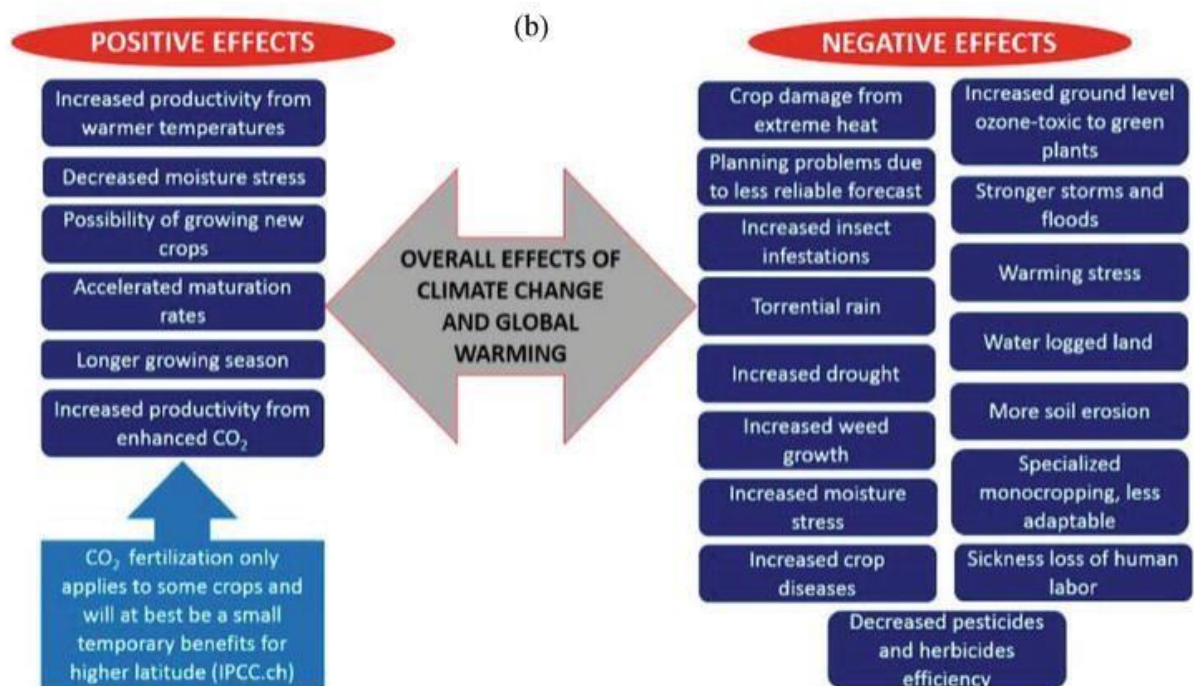 (b)
POSITIVE EFFECTS
Increased productivity from
warmer temperatures
Decreased moisture stress
Possibility of growing new
crops
Accelerated maturation
rates
Longer growing season
Increased productivity from
enhanced CO₂
CO₂ fertilization only
applies to some crops and
will at best be a small
temporary benefits for
higher latitude (IPCC.ch)
OVERALL EFFECTS OF
CLIMATE CHANGE
AND GLOBAL
WARMING
NEGATIVE EFFECTS
Crop damage from
extreme heat
Planning problems due
to less reliable forecast
Increased insect
infestations
Torrential rain
Increased drought
Increased weed
growth
Increased moisture
stress
Increased crop
diseases
Increased ground level
ozone-toxic to green
plants
Stronger storms and
floods
Warming stress
Water logged land
More soil erosion
Specialized
monocropping, less
adaptable
Sickness loss of human
labor
Decreased pesticides
and herbicides
efficiency